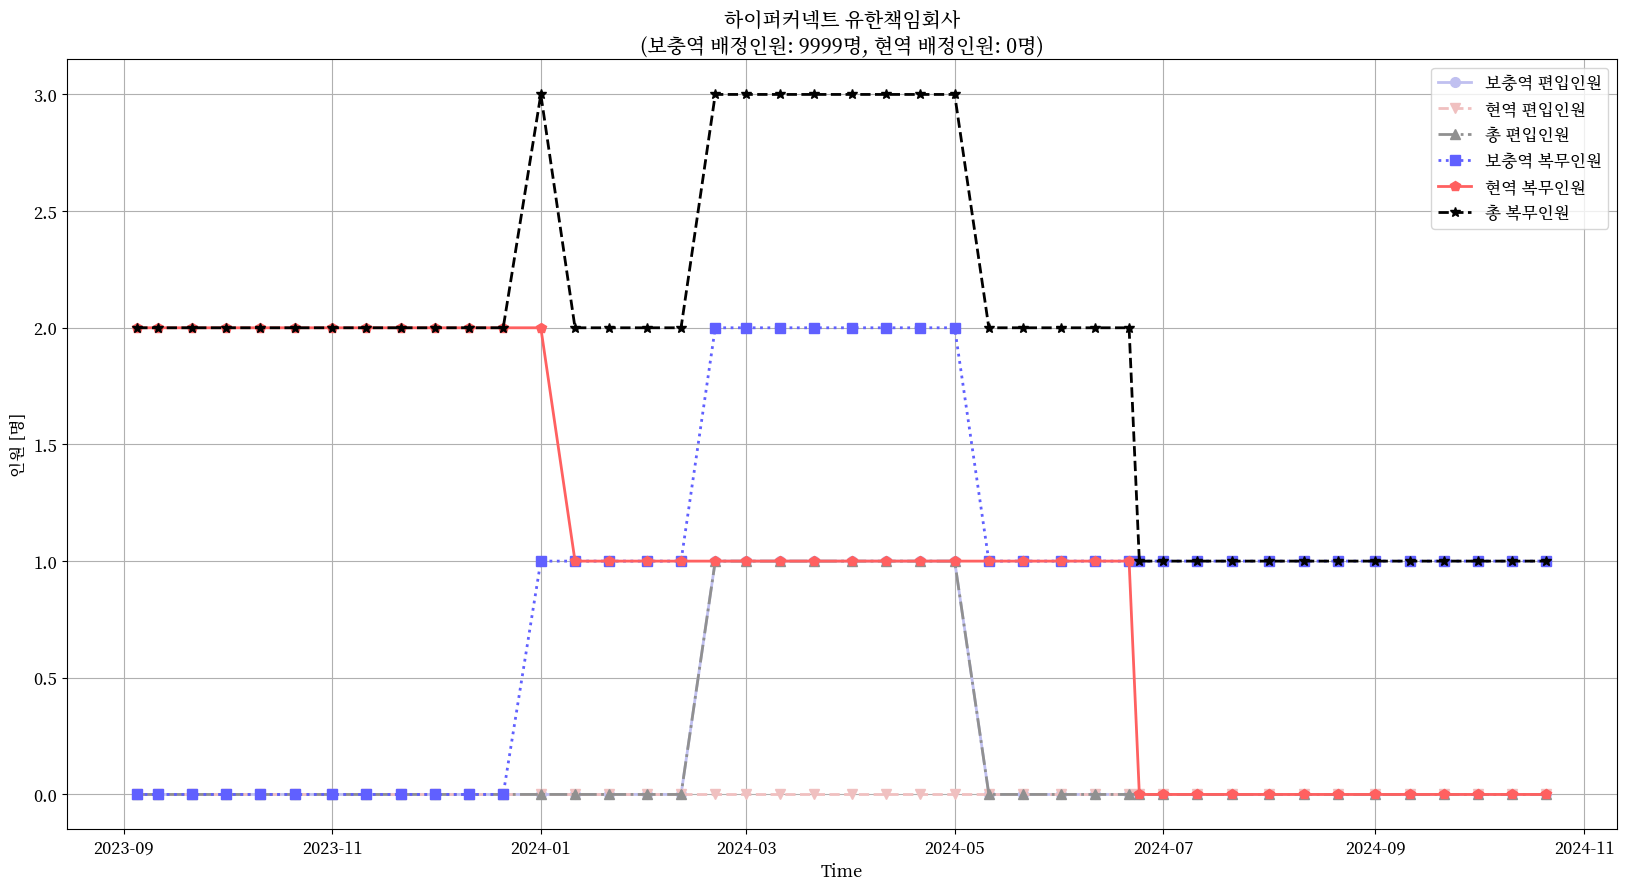 하이퍼커넥트 유한책임회사
(보충역 배정인원: 9999명, 현역 배정인원: 0명)
보충역 편입인원
현역 편입인원
총 편입인원
보충역 복무인원
현역 복무인원
총 복무인원
3.0
2.5
2.0
1.5
1.0
0.5
0.0
인원 [명]
2023-09 2023-11 2024-01 2024-03 2024-05 2024-07 2024-09 2024-11
Time